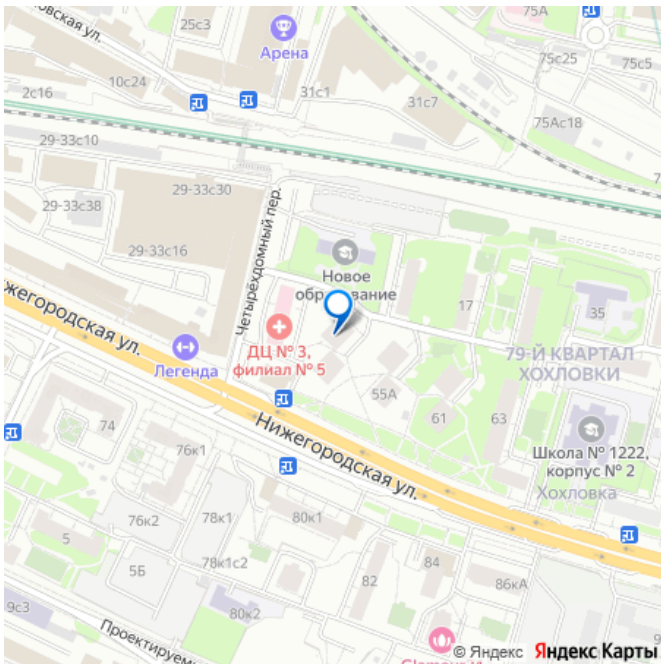 75А
25с3
овская ул.
Арена
75с25
75с5
10с24
2с16
31с1
31с7
75Ас18
29-33с10
29-33с30
29-33с38
Четырёхдомный пер.
29-33с16
Новое
образование
17
35
жегородская ул.
ДЦ № 3,
филиал № 5
79-Й КВАРТАЛ
ХОХЛОВКИ
Легенда
55А
61
63
74
Нижегородская ул.
76к1
Школа № 1222,
корпус № 2
Хохловка
76к2
78к1
80к1
5
78к1с2
84
5Б
82
86кА
9с3
80к2
Проектируем
© Яндекс Яндекс Карты